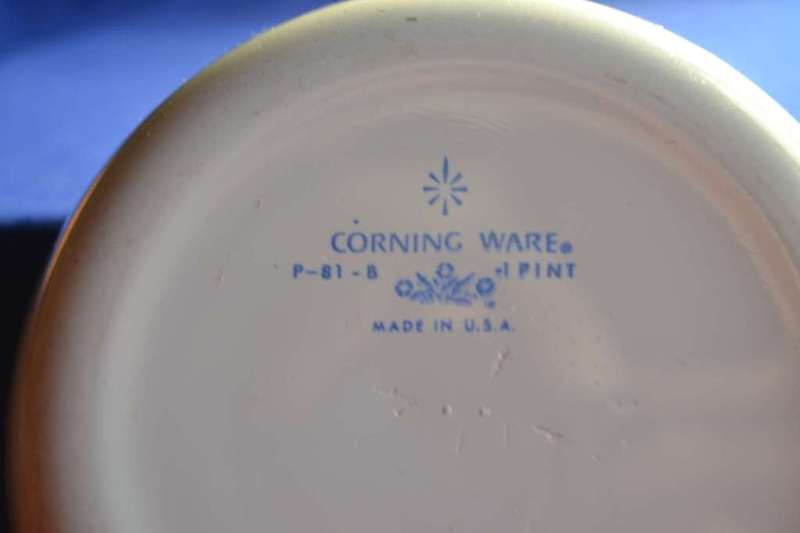 CORNING WARE®
P-81-B 1 PINT
MADE IN U.S.A.